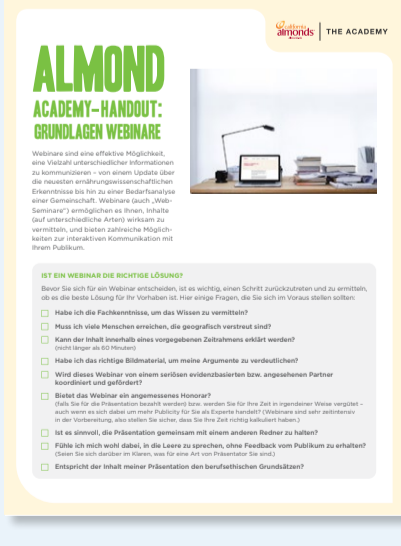 california
almonds
THE ACADEMY
ALMOND
ACADEMY-HANDOUT:
GRUNDLAGEN WEBINARE
Webinare sind eine effektive Möglichkeit,
eine Vielzahl unterschiedlicher Informationen
zu kommunizieren – von einem Update über
die neuesten ernährungswissenschaftlichen
Erkenntnisse bis hin zu einer Bedarfsanalyse
einer Gemeinschaft. Webinare (auch „Web-
Seminare“) ermöglichen es Ihnen, Inhalte
(auf unterschiedliche Arten) wirksam zu
vermitteln, und bieten zahlreiche Möglich-
keiten zur interaktiven Kommunikation mit
Ihrem Publikum.
IST EIN WEBINAR DIE RICHTIGE LÖSUNG?
Bevor Sie sich für ein Webinar entscheiden, ist es wichtig, einen Schritt zurückzutreten und zu ermitteln,
ob es die beste Lösung für Ihr Vorhaben ist. Hier einige Fragen, die Sie sich im Voraus stellen sollten:
Habe ich die Fachkenntnisse, um das Wissen zu vermitteln?
Muss ich viele Menschen erreichen, die geografisch verstreut sind?
Kann der Inhalt innerhalb eines vorgegebenen Zeitrahmens erklärt werden?
(nicht länger als 60 Minuten)
Habe ich das richtige Bildmaterial, um meine Argumente zu verdeutlichen?
Wird dieses Webinar von einem seriösen evidenzbasierten bzw. angesehenen Partner
koordiniert und gefördert?
Bietet das Webinar ein angemessenes Honorar?
(falls Sie für die Präsentation bezahlt werden) bzw. werden Sie für Ihre Zeit in irgendeiner Weise vergütet –
auch wenn es sich dabei um mehr Publicity für Sie als Experte handelt? (Webinare sind sehr zeitintensiv
in der Vorbereitung, also stellen Sie sicher, dass Sie Ihre Zeit richtig kalkuliert haben.)
Ist es sinnvoll, die Präsentation gemeinsam mit einem anderen Redner zu halten?
Fühle ich mich wohl dabei, in die Leere zu sprechen, ohne Feedback vom Publikum zu erhalten?
(Seien Sie sich darüber im Klaren, was für eine Art von Präsentator Sie sind.)
Entspricht der Inhalt meiner Präsentation den berufsethischen Grundsätzen?